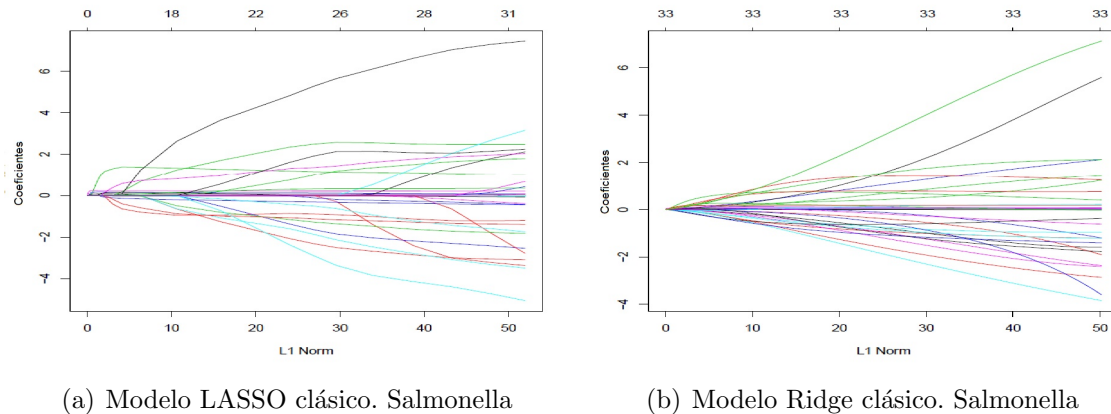 0 18 22 26 28 31
6
4
2
0
-2
-4
Coeficientes
0 10 20 30 40 50
L1 Norm
(a) Modelo LASSO clásico. Salmonella
33 33 33 33 33 33
6
4
2
0
-2
-4
Coeficientes
0 10 20 30 40 50
L1 Norm
(b) Modelo Ridge clásico. Salmonella